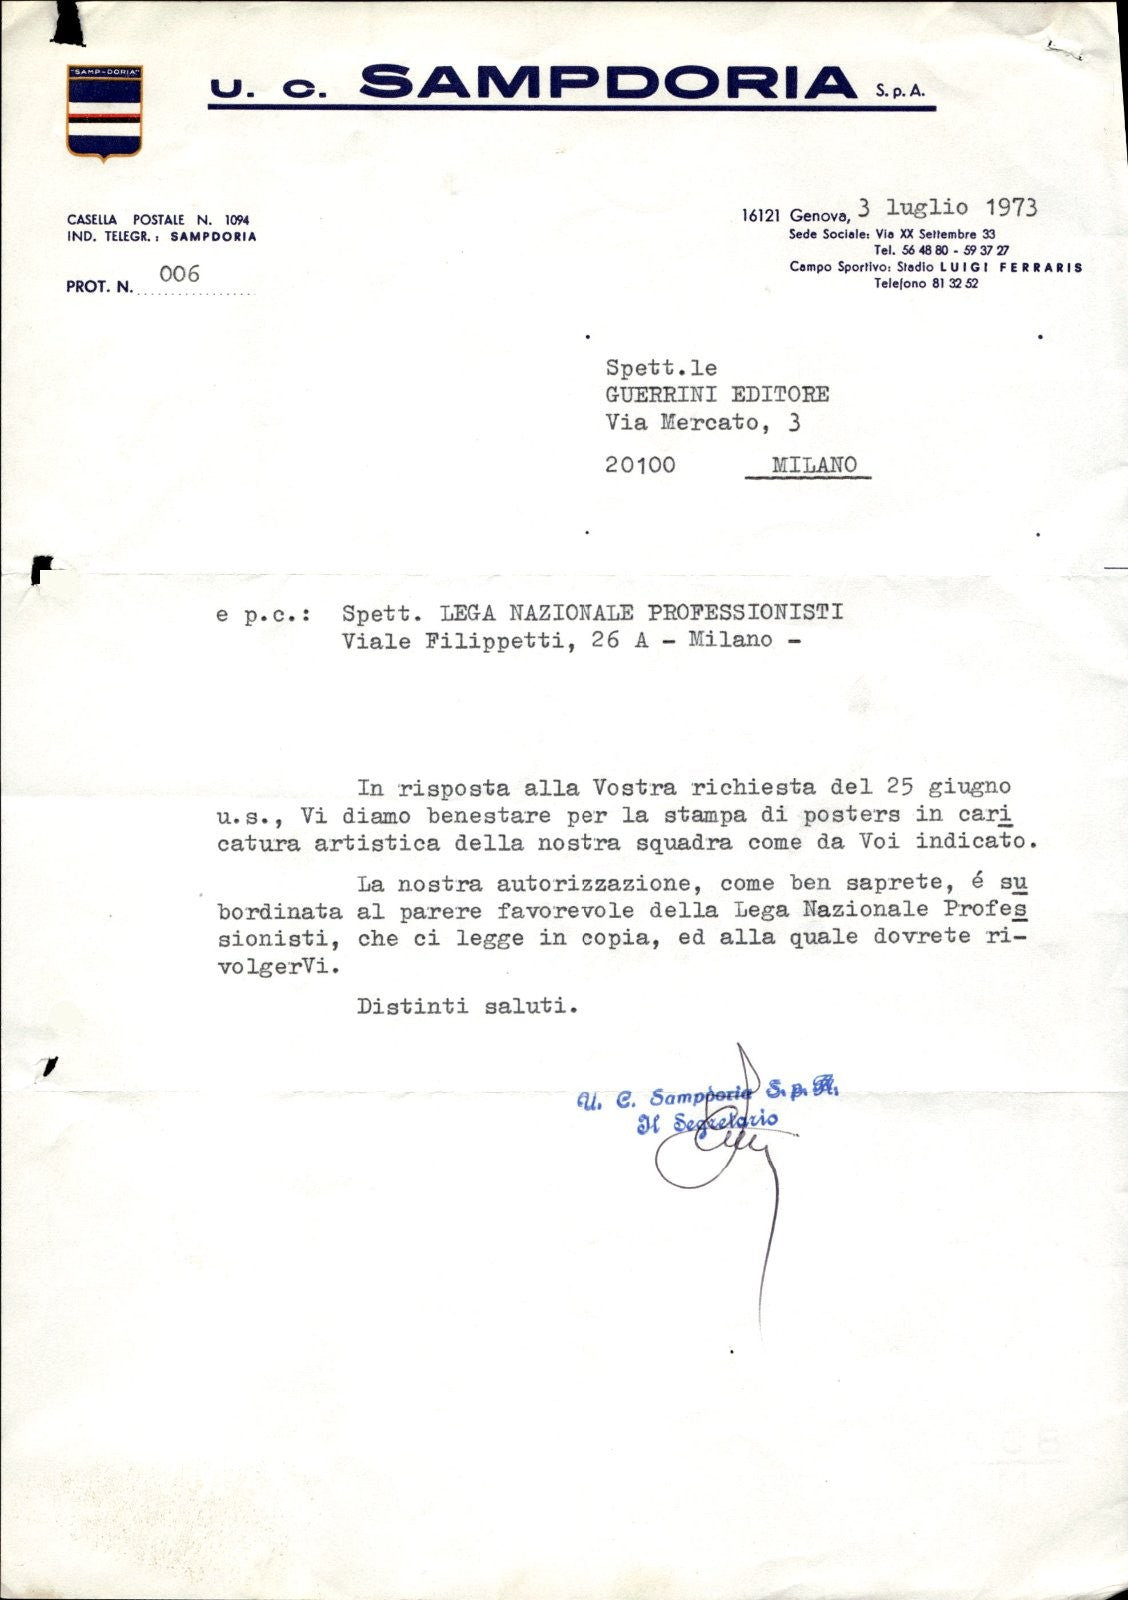 "SAMP-DORIA"
U. C. SAMPDORIA S.p.A.
CASELLA POSTALE N. 1094
IND. TELEGR.: SAMPDORIA
PROT. N. 006
16121 Genova, 3 luglio 1973
Sede Sociale: Via XX Settembre 33
Tel. 56 48 80 - 59 37 27
Campo Sportivo: Stadio LUIGI FERRARIS
Telefono 81 32 52
Spett.le
GUERRINI EDITORE
Via Mercato, 3
20100 MILANO
e p.c.: Spett. LEGA NAZIONALE PROFESSIONISTI
Viale Filippetti, 26 A - Milano -
In risposta alla Vostra richiesta del 25 giugno
u.s., Vi diamo benestare per la stampa di posters in cari
catura artistica della nostra squadra come da Voi indicato.
La nostra autorizzazione, come ben saprete, é su
bordinata al parere favorevole della Lega Nazionale Profes
sionisti, che ci legge in copia, ed alla quale dovrete ri-
volgerVi.
Distinti saluti.
U. C. Sampdoria S.p.A.
Il Segretario